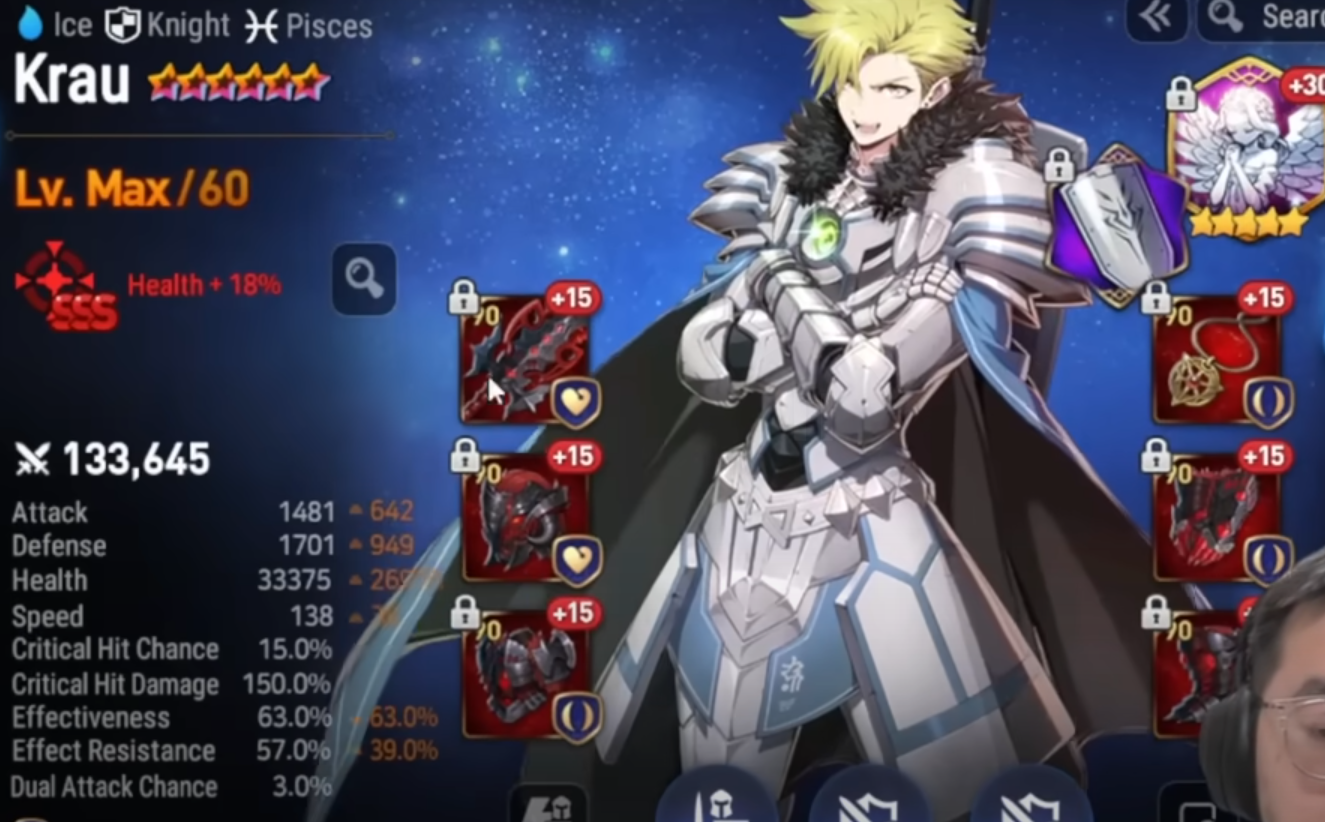 Ice Knight Pisces
Krau
Lv. Max/60
SSS Health + 18%
133,645
Attack 1481 642
Defense 1701 949
Health 33375
Speed 138
Critical Hit Chance 15.0%
Critical Hit Damage 150.0%
Effectiveness 63.0% 63.0%
Effect Resistance 57.0% 39.0%
Dual Attack Chance 3.0%
+30
+15 +15
+15 +15
+15